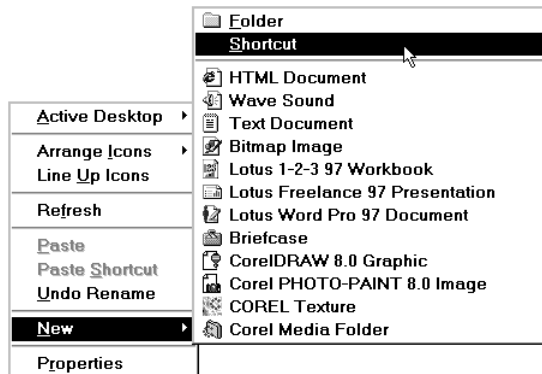 Folder
Shortcut
HTML Document
Wave Sound
Text Document
Bitmap Image
Lotus 1-2-3 97 Workbook
Lotus Freelance 97 Presentation
Lotus Word Pro 97 Document
Briefcase
CorelDRAW 8.0 Graphic
Corel PHOTO-PAINT 8.0 Image
COREL Texture
Corel Media Folder
Active Desktop
Arrange Icons
Line Up Icons
Refresh
Paste
Paste Shortcut
Undo Rename
New
Properties